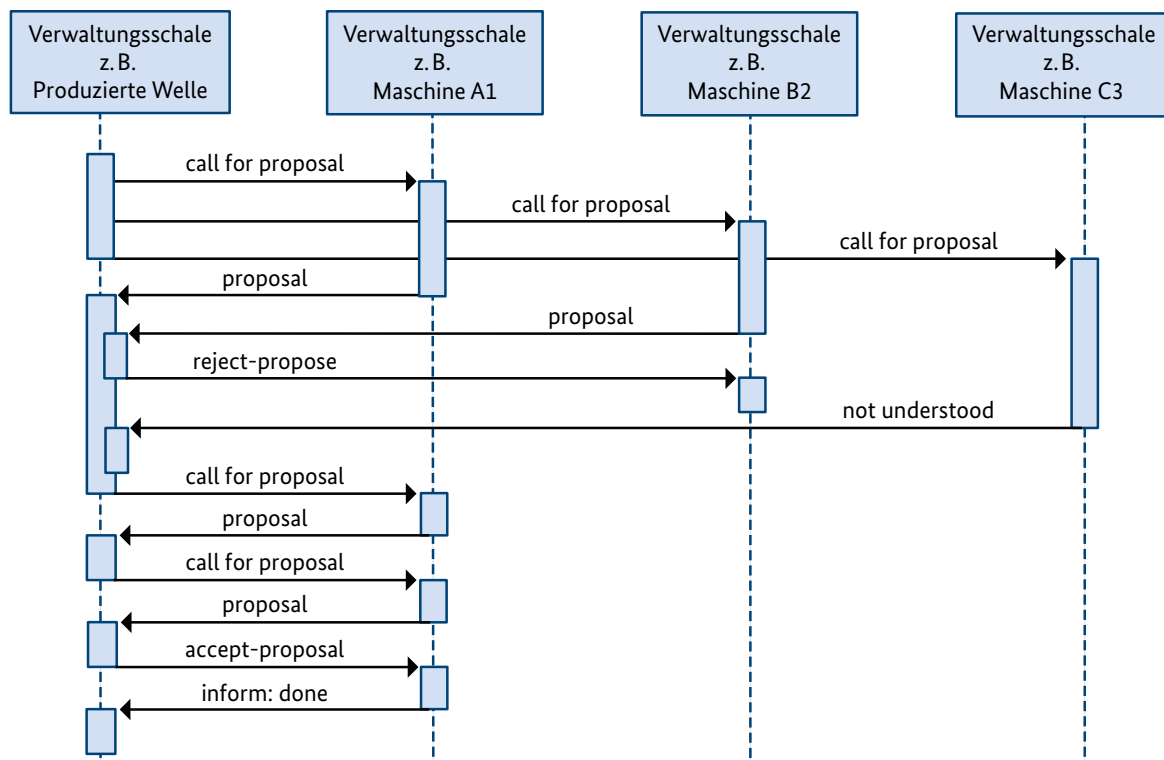 Verwaltungsschale
z. B.
Produzierte Welle
Verwaltungsschale
z. B.
Maschine A1
Verwaltungsschale
z. B.
Maschine B2
Verwaltungsschale
z. B.
Maschine C3
call for proposal
call for proposal
call for proposal
proposal
proposal
reject-propose
not understood
call for proposal
proposal
call for proposal
proposal
accept-proposal
inform: done